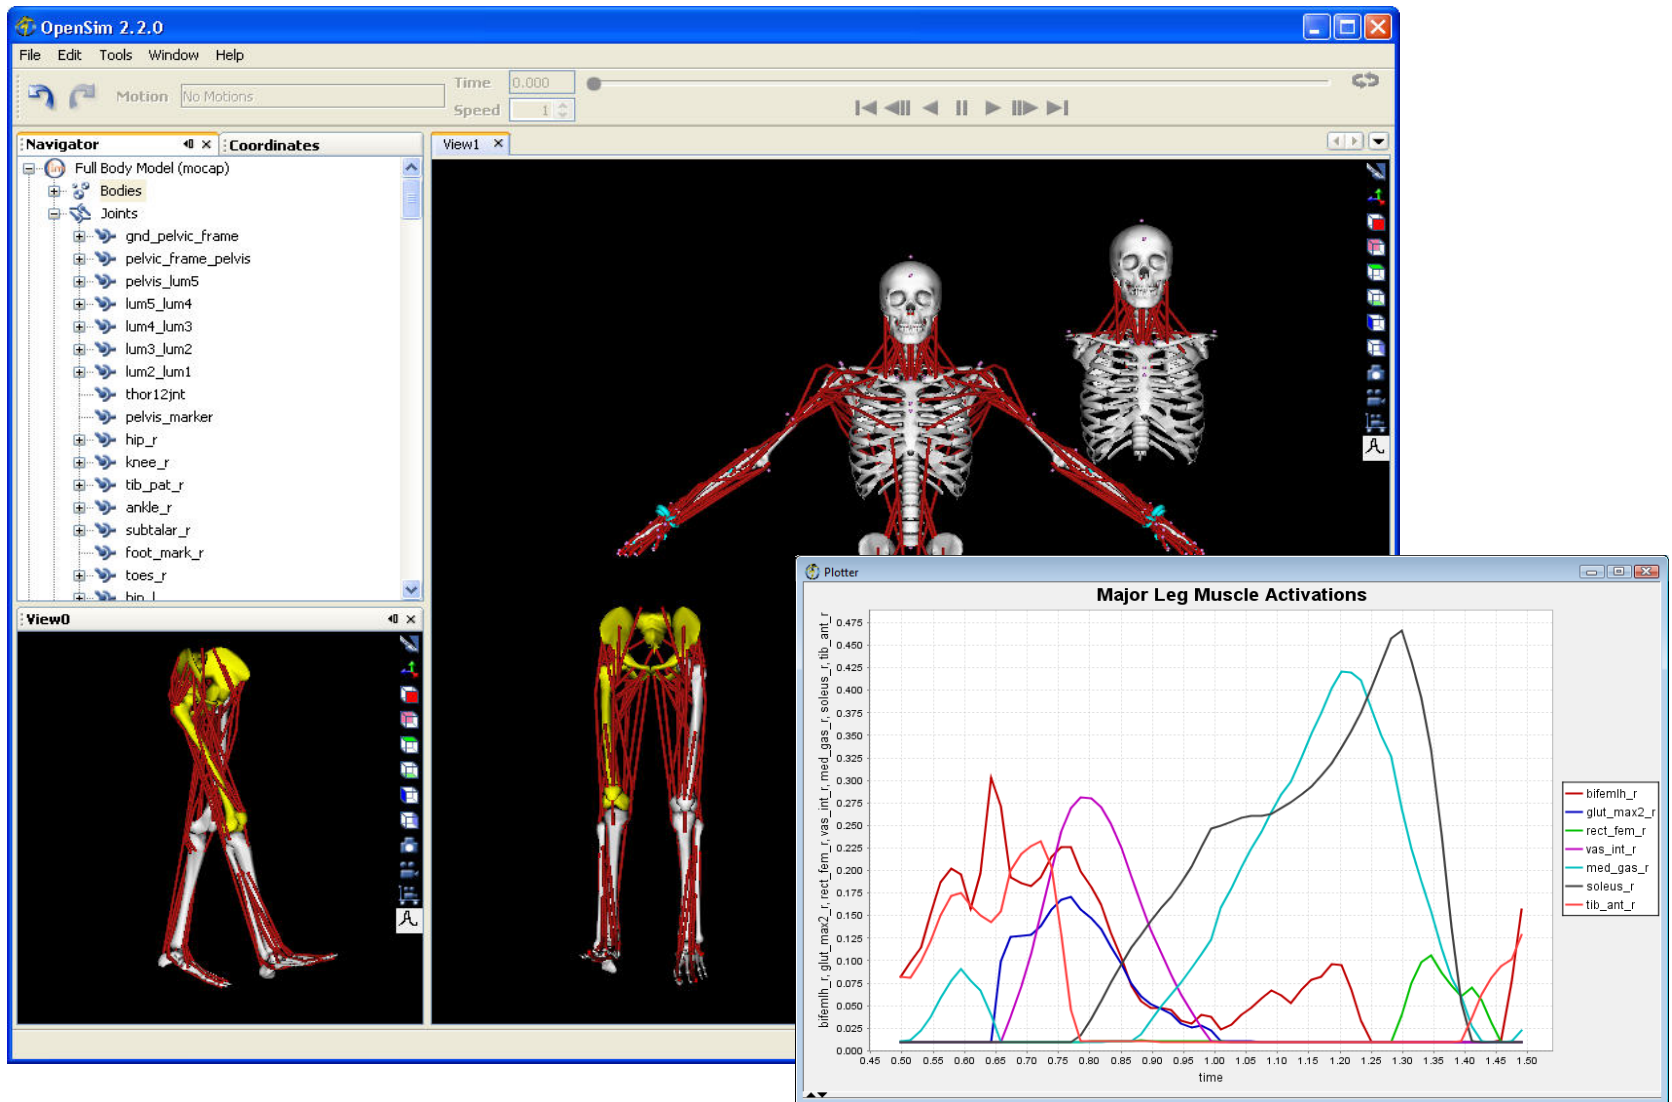 OpenSim 2.2.0
File Edit Tools Window Help
Motion No Motions
Time 0.000
Speed 1
Navigator
Coordinates
Full Body Model (mocap)
Bodies
Joints
gnd_pelvic_frame
pelvic_frame_pelvis
pelvis_lum5
lum5_lum4
lum4_lum3
lum3_lum2
lum2_lum1
thor12jnt
pelvis_marker
hip_r
knee_r
tib_pat_r
ankle_r
subtalar_r
foot_mark_r
toes_r
hip_l
View0
View1
Plotter
Major Leg Muscle Activations
bifemlh_r, glut_max2_r, rect_fem_r, vas_int_r, med_gas_r, soleus_r, tib_ant_r
0.475
0.450
0.425
0.400
0.375
0.350
0.325
0.300
0.275
0.250
0.225
0.200
0.175
0.150
0.125
0.100
0.075
0.050
0.025
0.000
0.45 0.50 0.55 0.60 0.65 0.70 0.75 0.80 0.85 0.90 0.95 1.00 1.05 1.10 1.15 1.20 1.25 1.30 1.35 1.40 1.45 1.50
time
bifemlh_r
glut_max2_r
rect_fem_r
vas_int_r
med_gas_r
soleus_r
tib_ant_r